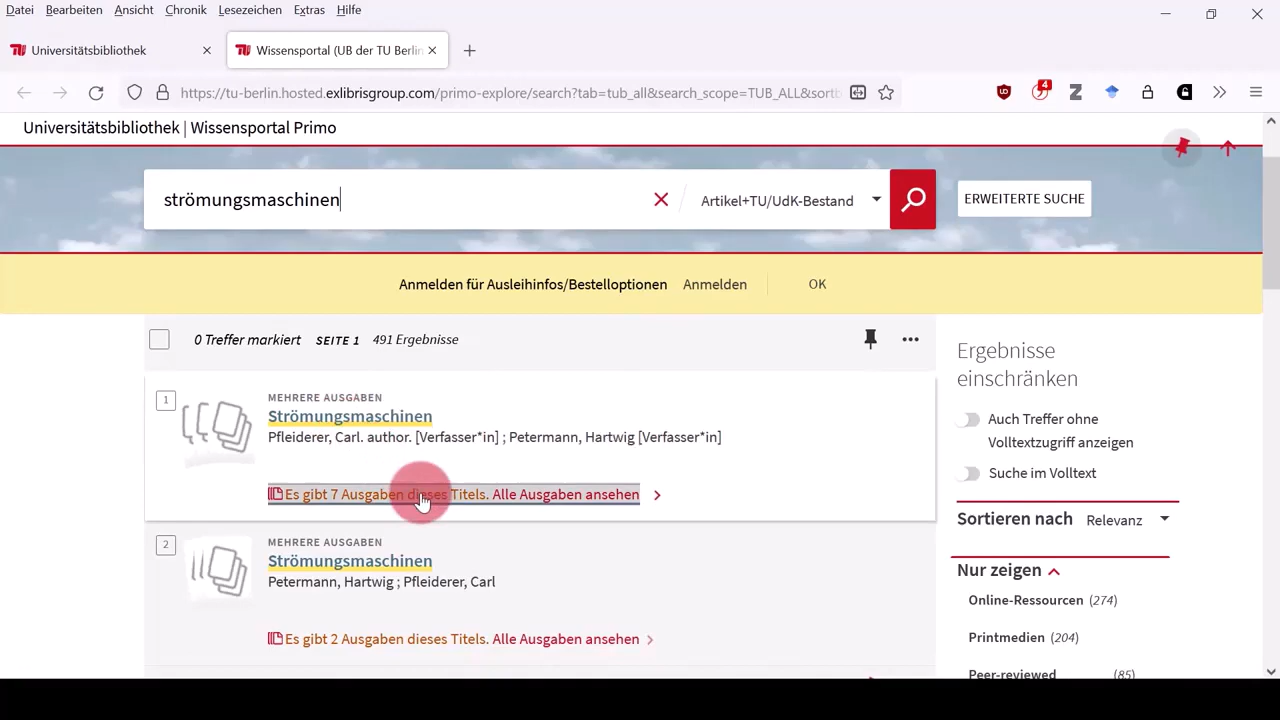 Datei Bearbeiten Ansicht Chronik Lesezeichen Extras Hilfe
Universitätsbibliothek
Wissensportal (UB der TU Berlin
https://tu-berlin.hosted.exlibrisgroup.com/primo-explore/search?tab=tub_all&search_scope=TUB_ALL&sortb
4
Universitätsbibliothek | Wissensportal Primo
strömungsmaschinen
Artikel+TU/UdK-Bestand
ERWEITERTE SUCHE
Anmelden für Ausleihinfos/Bestelloptionen Anmelden OK
0 Treffer markiert SEITE 1 491 Ergebnisse
1
MEHRERE AUSGABEN
Strömungsmaschinen
Pfleiderer, Carl. author. [Verfasser*in] ; Petermann, Hartwig [Verfasser*in]
Es gibt 7 Ausgaben dieses Titels. Alle Ausgaben ansehen
2
MEHRERE AUSGABEN
Strömungsmaschinen
Petermann, Hartwig ; Pfleiderer, Carl
Es gibt 2 Ausgaben dieses Titels. Alle Ausgaben ansehen
Ergebnisse
einschränken
Auch Treffer ohne
Volltextzugriff anzeigen
Suche im Volltext
Sortieren nach Relevanz
Nur zeigen
Online-Ressourcen (274)
Printmedien (204)
Peer-reviewed (85)